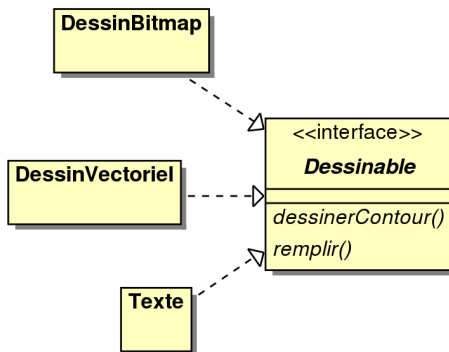 DessinBitmap
<<interface>>
Dessinable
DessinVectoriel
dessinerContour()
remplir()
Texte